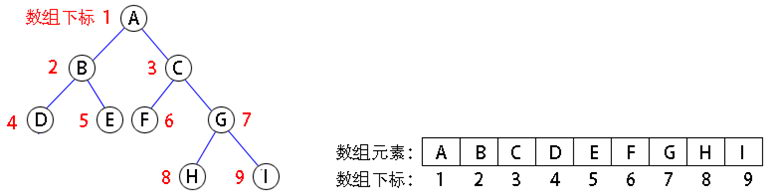 数组下标 1 A
2 B 3 C
4 D 5 E F 6 G 7
8 H 9 I
数组元素： A B C D E F G H I
数组下标： 1 2 3 4 5 6 7 8 9